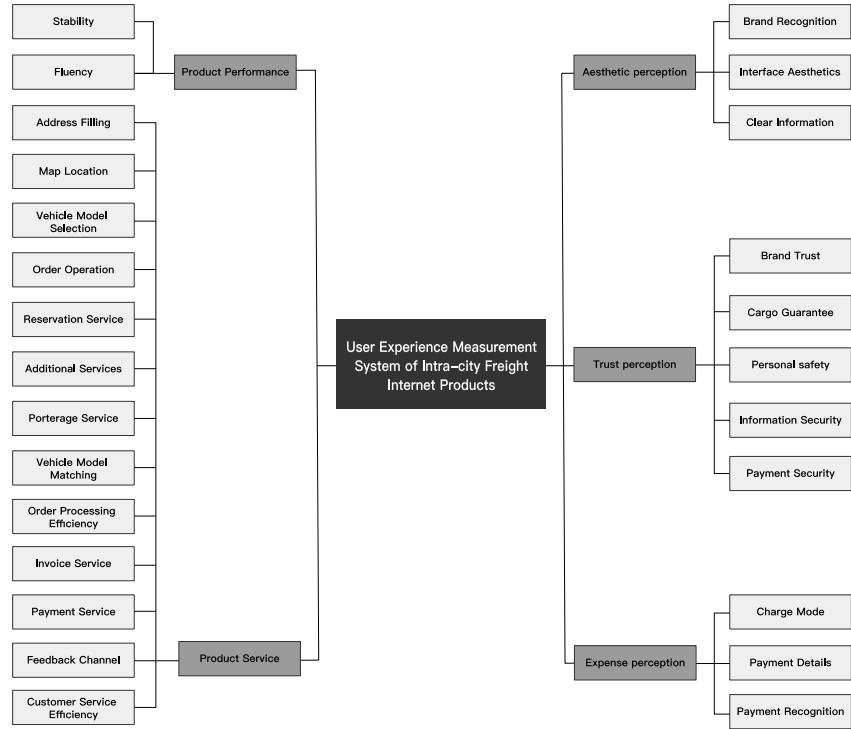 Stability
Fluency
Product Performance
Address Filling
Map Location
Vehicle Model
Selection
Order Operation
Reservation Service
Additional Services
Porterage Service
Vehicle Model
Matching
Order Processing
Efficiency
Invoice Service
Payment Service
Feedback Channel
Customer Service
Efficiency
Product Service
User Experience Measurement
System of Intra-city Freight
Internet Products
Aesthetic perception
Brand Recognition
Interface Aesthetics
Clear Information
Trust perception
Brand Trust
Cargo Guarantee
Personal safety
Information Security
Payment Security
Expense perception
Charge Mode
Payment Details
Payment Recognition